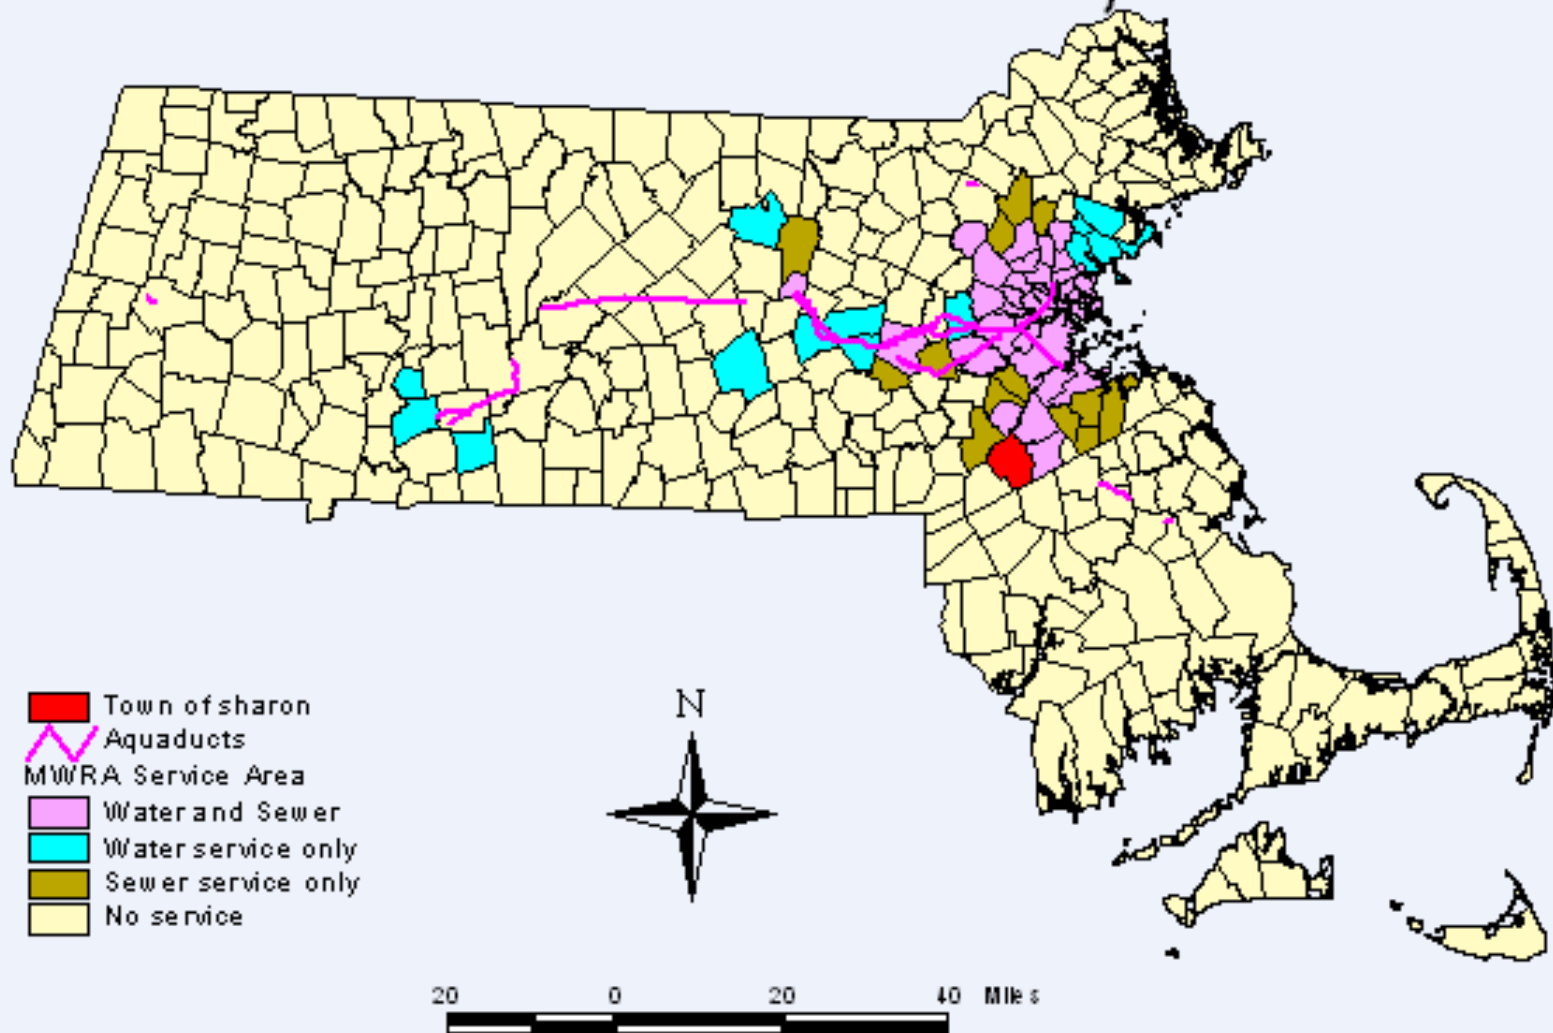 Town of sharon
Aquaducts
MWRA Service Area
Water and Sewer
Water service only
Sewer service only
No service
N
20 0 20 40 Miles